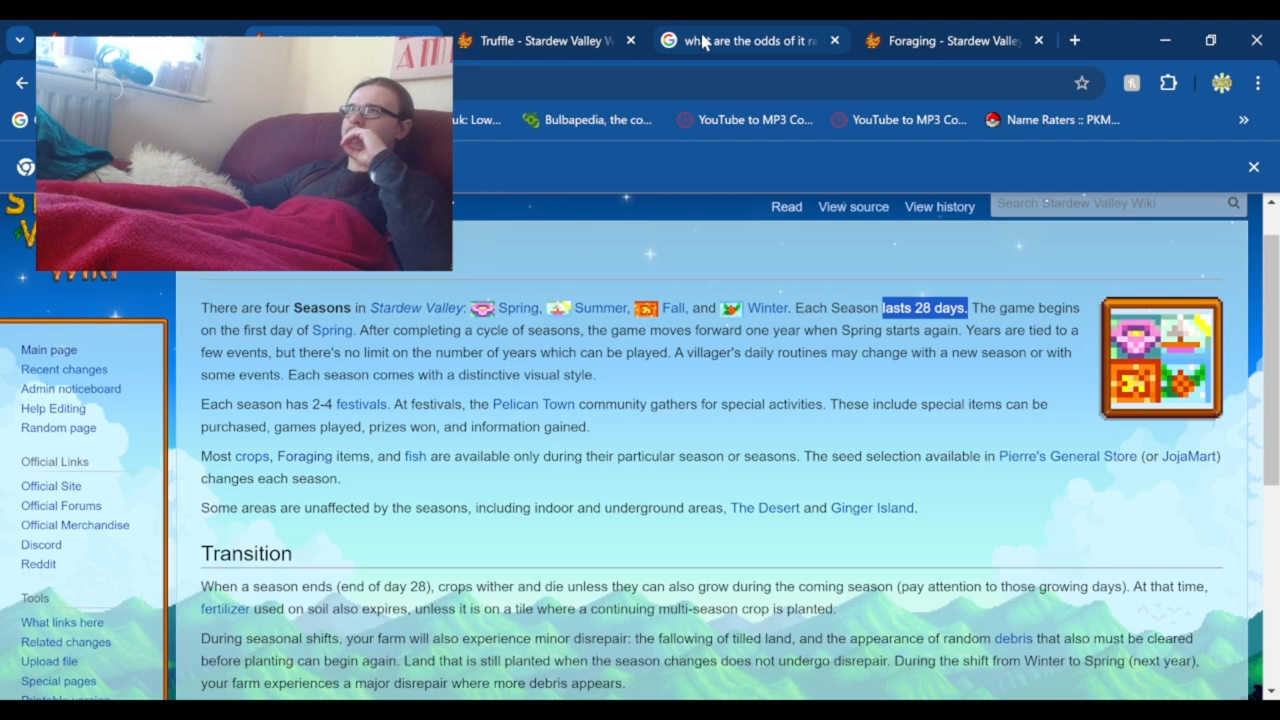 Truffle - Stardew Valley W
what are the odds of it ra
Foraging - Stardew Valley
uk: Low...
Bulbapedia, the co...
YouTube to MP3 Co...
YouTube to MP3 Co...
Name Raters :: PKM...
»
Read
View source
View history
Search Stardew Valley Wiki
WIKI
There are four Seasons in Stardew Valley: Spring, Summer, Fall, and Winter. Each Season lasts 28 days. The game begins
on the first day of Spring. After completing a cycle of seasons, the game moves forward one year when Spring starts again. Years are tied to a
few events, but there's no limit on the number of years which can be played. A villager's daily routines may change with a new season or with
some events. Each season comes with a distinctive visual style.
Each season has 2-4 festivals. At festivals, the Pelican Town community gathers for special activities. These include special items can be
purchased, games played, prizes won, and information gained.
Most crops, Foraging items, and fish are available only during their particular season or seasons. The seed selection available in Pierre's General Store (or JojaMart)
changes each season.
Some areas are unaffected by the seasons, including indoor and underground areas, The Desert and Ginger Island.
Transition
When a season ends (end of day 28), crops wither and die unless they can also grow during the coming season (pay attention to those growing days). At that time,
fertilizer used on soil also expires, unless it is on a tile where a continuing multi-season crop is planted.
During seasonal shifts, your farm will also experience minor disrepair: the fallowing of tilled land, and the appearance of random debris that also must be cleared
before planting can begin again. Land that is still planted when the season changes does not undergo disrepair. During the shift from Winter to Spring (next year),
your farm experiences a major disrepair where more debris appears.
Main page
Recent changes
Admin noticeboard
Help Editing
Random page
Official Links
Official Site
Official Forums
Official Merchandise
Discord
Reddit
Tools
What links here
Related changes
Upload file
Special pages
Printable version